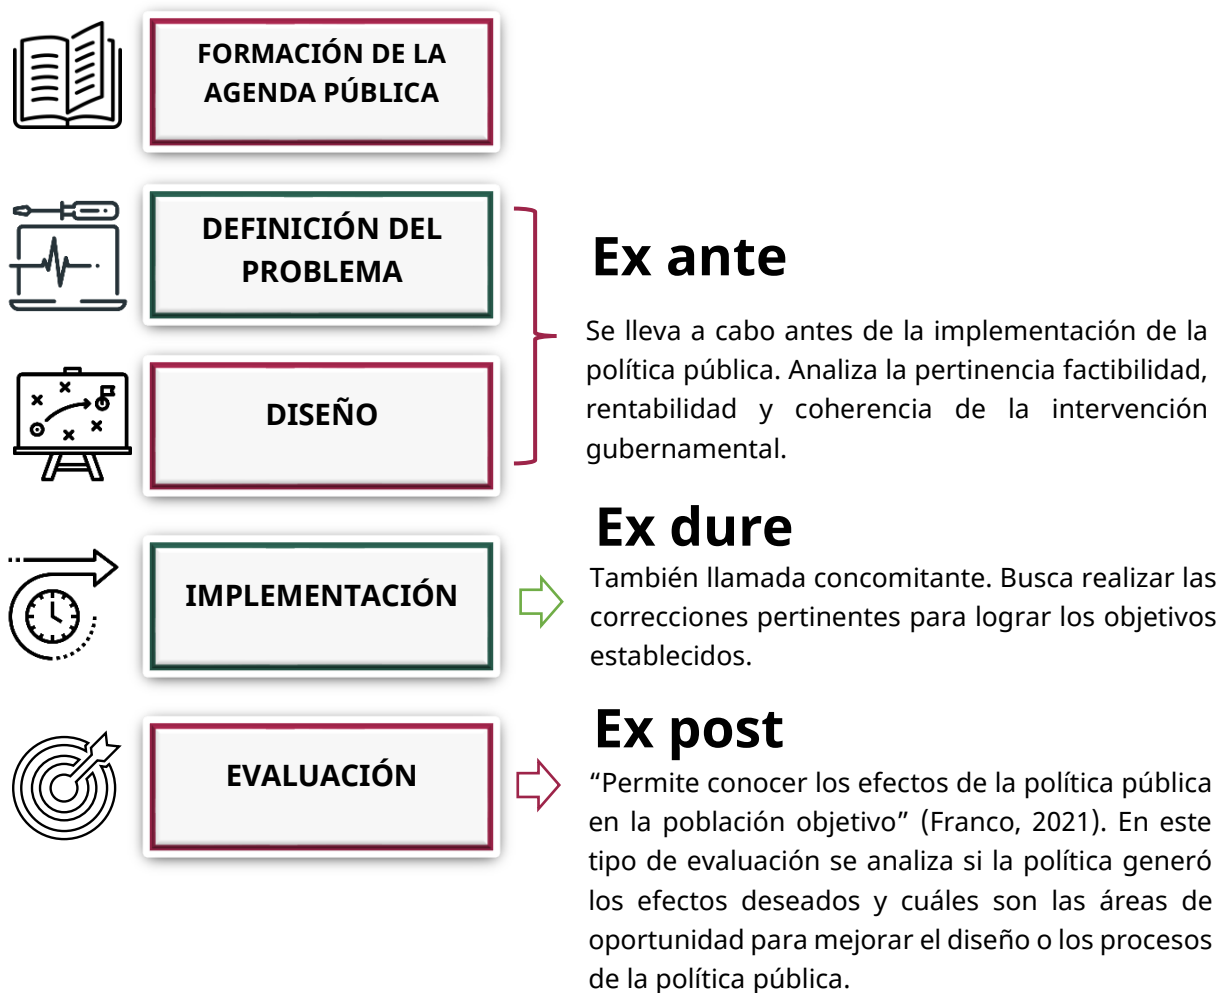 FORMACIÓN DE LA
AGENDA PÚBLICA
DEFINICIÓN DEL
PROBLEMA
DISEÑO
Ex ante
Se lleva a cabo antes de la implementación de la
política pública. Analiza la pertinencia factibilidad,
rentabilidad y coherencia de la intervención
gubernamental.
IMPLEMENTACIÓN
Ex dure
También llamada concomitante. Busca realizar las
correcciones pertinentes para lograr los objetivos
establecidos.
EVALUACIÓN
Ex post
“Permite conocer los efectos de la política pública
en la población objetivo” (Franco, 2021). En este
tipo de evaluación se analiza si la política generó
los efectos deseados y cuáles son las áreas de
oportunidad para mejorar el diseño o los procesos
de la política pública.